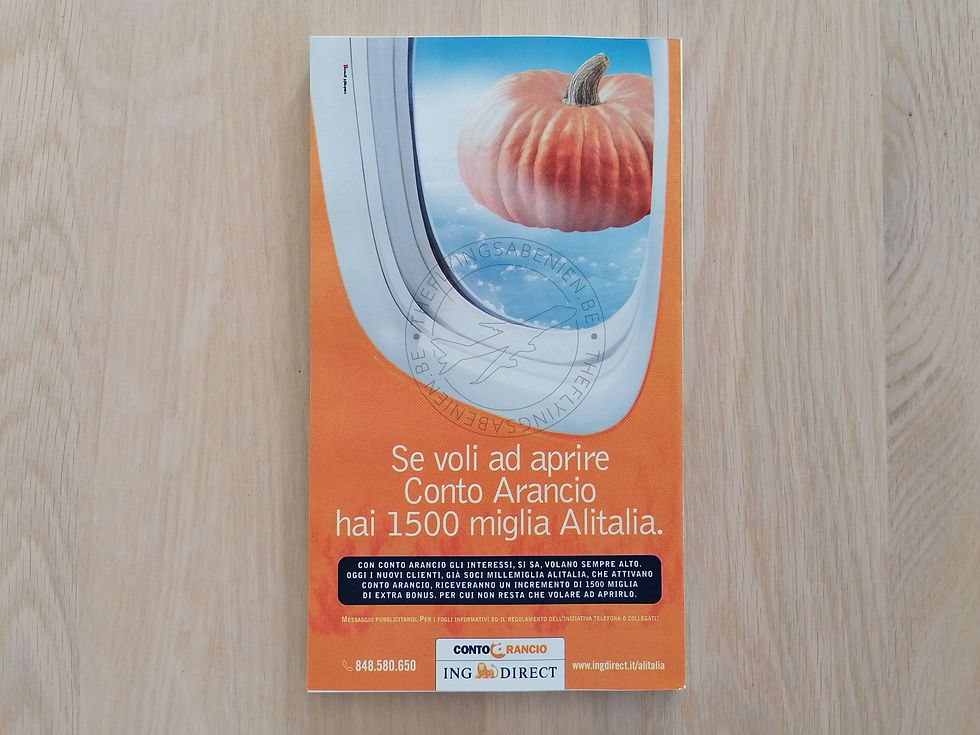 THEFLYINGSABENIEN.BE • THEFLYINGSABENIEN.BE •
Se voli ad aprire
Conto Arancio
hai 1500 miglia Alitalia.
CON CONTO ARANCIO GLI INTERESSI, SI SA, VOLANO SEMPRE ALTO.
OGGI I NUOVI CLIENTI, GIÀ SOCI MILLEMIGLIA ALITALIA, CHE ATTIVANO
CONTO ARANCIO, RICEVERANNO UN INCREMENTO DI 1500 MIGLIA
DI EXTRA BONUS. PER CUI NON RESTA CHE VOLARE AD APRIRLO.
MESSAGGIO PUBBLICITARIO. PER I FOGLI INFORMATIVI ED IL REGOLAMENTO DELL'INIZIATIVA TELEFONA O COLLEGATI:
CONTO ARANCIO
848.580.650
ING DIRECT
www.ingdirect.it/alitalia